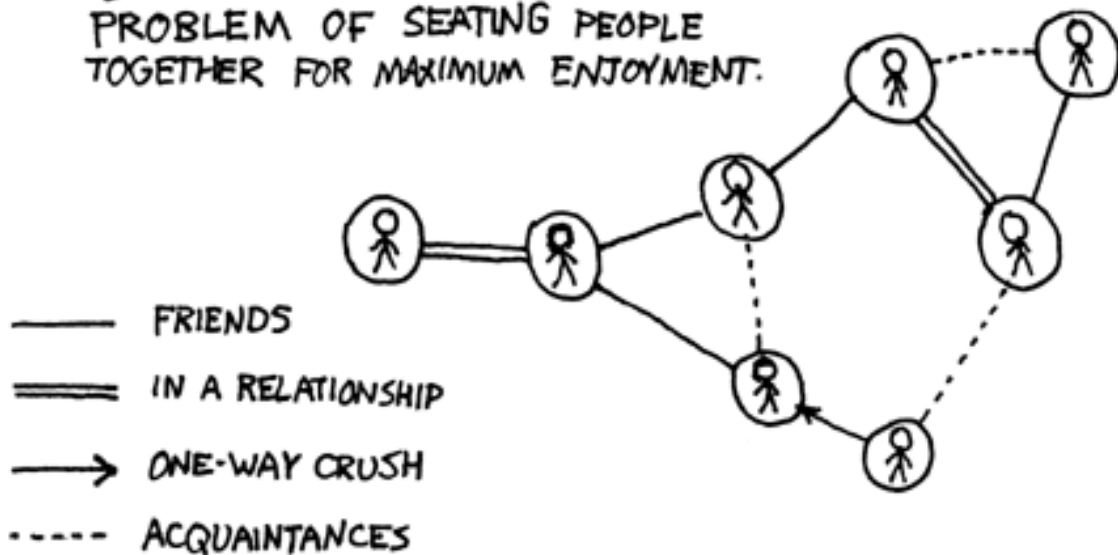 PROBLEM OF SEATING PEOPLE
TOGETHER FOR MAXIMUM ENJOYMENT.
FRIENDS
IN A RELATIONSHIP
ONE-WAY CRUSH
ACQUAINTANCES